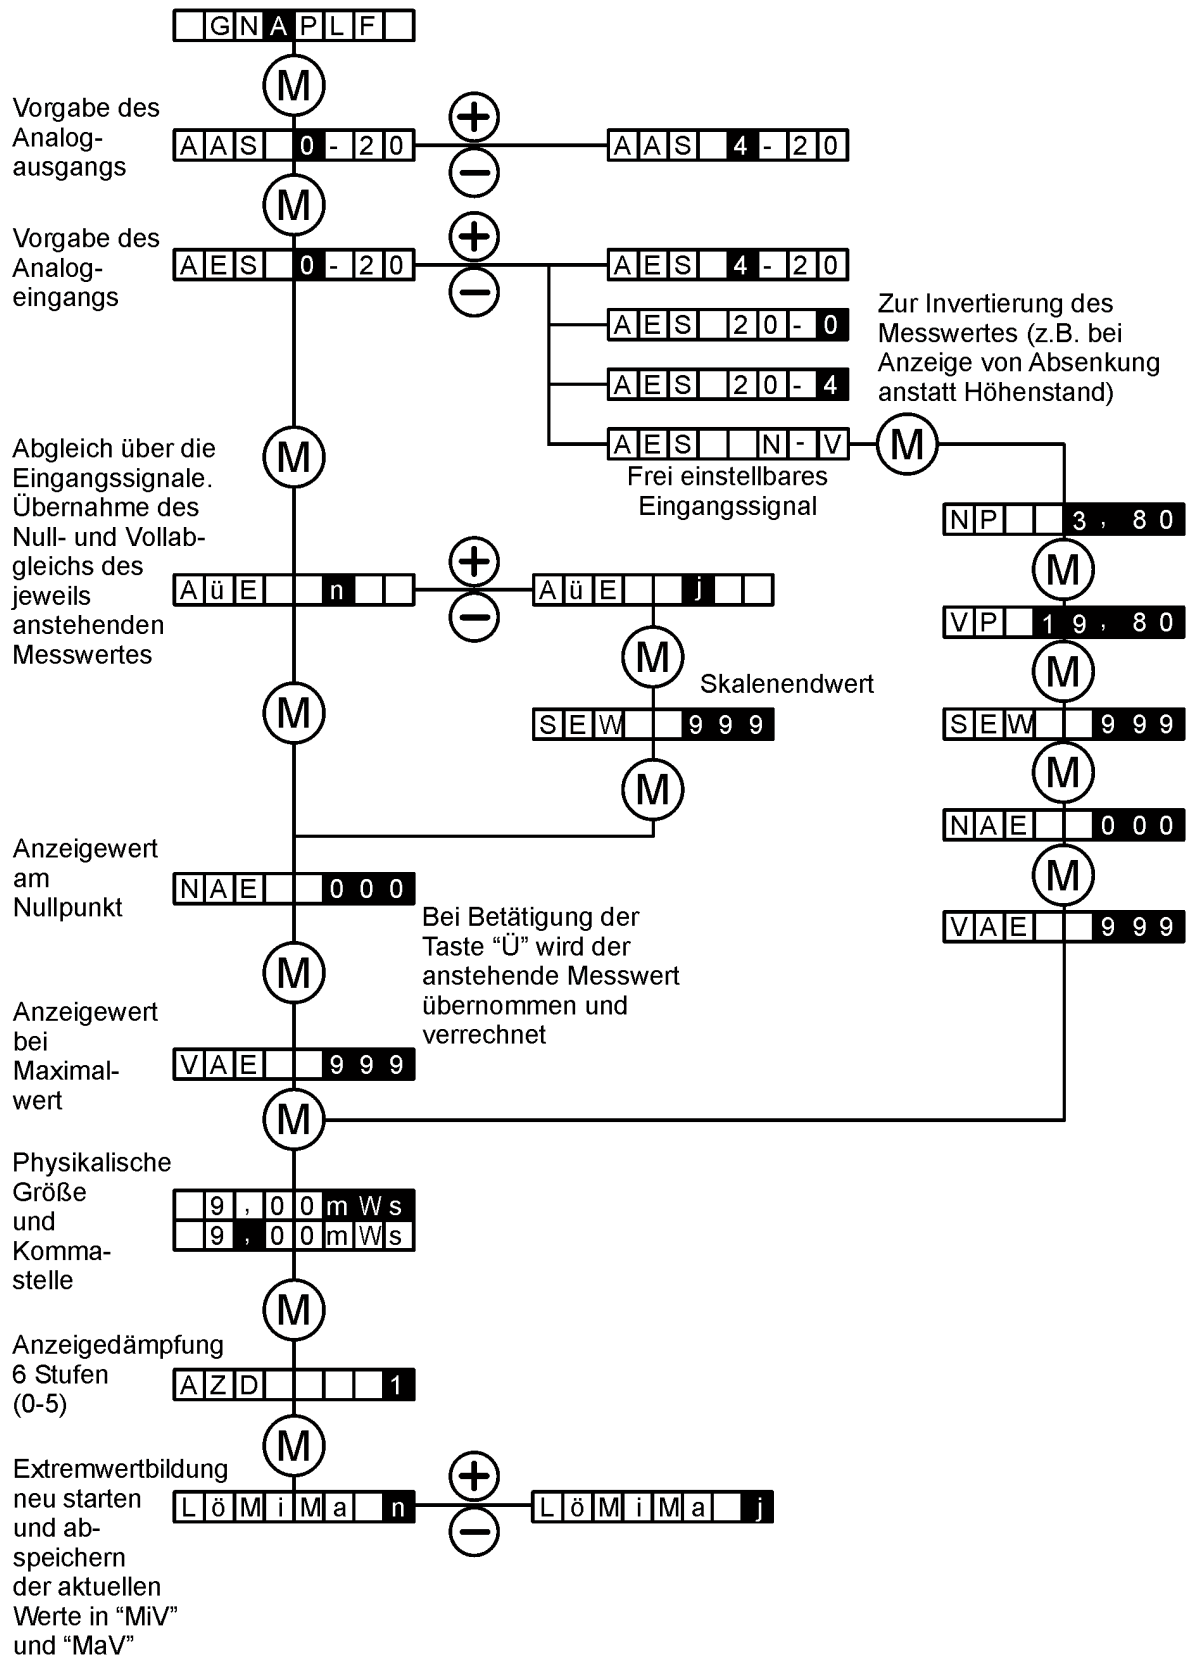 GNAPLF
M
Vorgabe des
Analog-
ausgangs
AAS 0-20
+
−
AAS 4-20
M
Vorgabe des
Analog-
eingangs
AES 0-20
+
−
AES 4-20
AES 20-0
AES 20-4
Zur Invertierung des
Messwertes (z.B. bei
Anzeige von Absenkung
anstatt Höhenstand)
AES N-V
M
Frei einstellbares
Eingangssignal
NP 3,80
M
VP 19,80
M
SEW 999
M
NAE 000
M
VAE 999
M
Abgleich über die
Eingangssignale.
Übernahme des
Null- und Vollab-
gleichs des
jeweils
anstehenden
Messwertes
AüE n
+
−
AüE j
M
Skalenendwert
SEW 999
M
M
Anzeigewert
am
Nullpunkt
NAE 000
Bei Betätigung der
Taste “Ü” wird der
anstehende Messwert
übernommen und
verrechnet
M
Anzeigewert
bei
Maximal-
wert
VAE 999
M
Physikalische
Größe
und
Komma-
stelle
9,00mWs
9,00mWs
M
Anzeigedämpfung
6 Stufen
(0-5)
AZD 1
M
Extremwertbildung
neu starten
und ab-
speichern
der aktuellen
Werte in “MiV”
und “MaV”
LöMiMa n
+
−
LöMiMa j